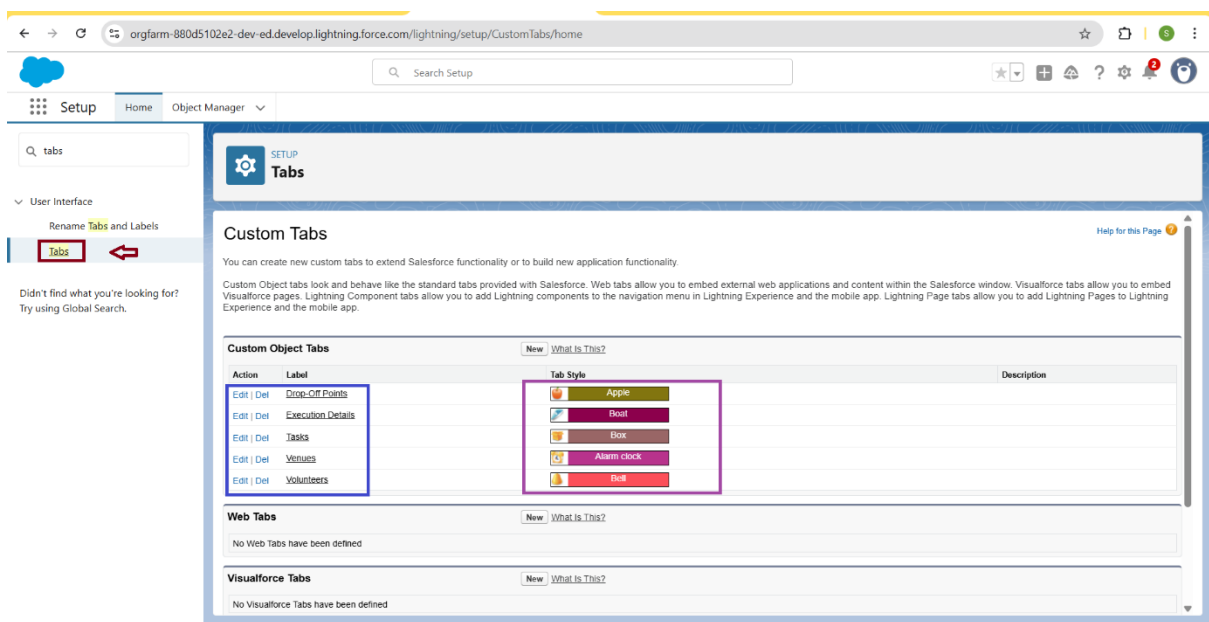 orgfarm-880d5102e2-dev-ed.develop.lightning.force.com/lightning/setup/CustomTabs/home
S
Search Setup
2
Setup Home Object Manager
tabs
User Interface
Rename Tabs and Labels
Tabs
Didn't find what you're looking for?
Try using Global Search.
SETUP
Tabs
Custom Tabs
Help for this Page ?
You can create new custom tabs to extend Salesforce functionality or to build new application functionality.
Custom Object tabs look and behave like the standard tabs provided with Salesforce. Web tabs allow you to embed external web applications and content within the Salesforce window. Visualforce tabs allow you to embed
Visualforce pages. Lightning Component tabs allow you to add Lightning components to the navigation menu in Lightning Experience and the mobile app. Lightning Page tabs allow you to add Lightning Pages to Lightning
Experience and the mobile app.
Custom Object Tabs New What Is This?
Action Label Tab Style Description
Edit | Del Drop-Off Points Apple
Edit | Del Execution Details Boat
Edit | Del Tasks Box
Edit | Del Venues Alarm clock
Edit | Del Volunteers Bell
Web Tabs New What Is This?
No Web Tabs have been defined
Visualforce Tabs New What Is This?
No Visualforce Tabs have been defined